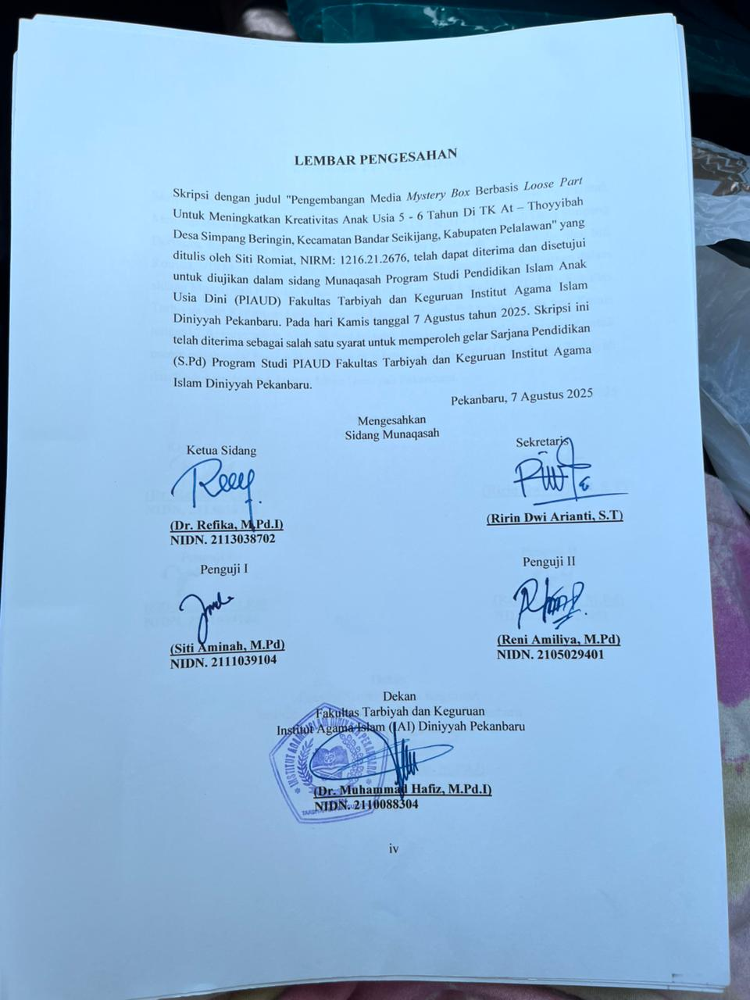 LEMBAR PENGESAHAN
Skripsi dengan judul "Pengembangan Media Mystery Box Berbasis Loose Part
Untuk Meningkatkan Kreativitas Anak Usia 5 - 6 Tahun Di TK At – Thoyyibah
Desa Simpang Beringin, Kecamatan Bandar Seikijang, Kabupaten Pelalawan" yang
ditulis oleh Siti Romiat, NIRM: 1216.21.2676, telah dapat diterima dan disetujui
untuk diujikan dalam sidang Munaqasah Program Studi Pendidikan Islam Anak
Usia Dini (PIAUD) Fakultas Tarbiyah dan Keguruan Institut Agama Islam
Diniyyah Pekanbaru. Pada hari Kamis tanggal 7 Agustus tahun 2025. Skripsi ini
telah diterima sebagai salah satu syarat untuk memperoleh gelar Sarjana Pendidikan
(S.Pd) Program Studi PIAUD Fakultas Tarbiyah dan Keguruan Institut Agama
Islam Diniyyah Pekanbaru.
Pekanbaru, 7 Agustus 2025
Mengesahkan
Sidang Munaqasah
Ketua Sidang
(Dr. Refika, M.Pd.I)
NIDN. 2113038702
Sekretaris
(Ririn Dwi Arianti, S.T)
Penguji I
(Siti Aminah, M.Pd)
NIDN. 2111039104
Penguji II
(Reni Amiliya, M.Pd)
NIDN. 2105029401
Dekan
Fakultas Tarbiyah dan Keguruan
Institut Agama Islam (IAI) Diniyyah Pekanbaru
INSTITUT AGAMA ISLAM DINIYYAH PEKANBARU
(Dr. Muhammad Hafiz, M.Pd.I)
NIDN. 2110088304
iv